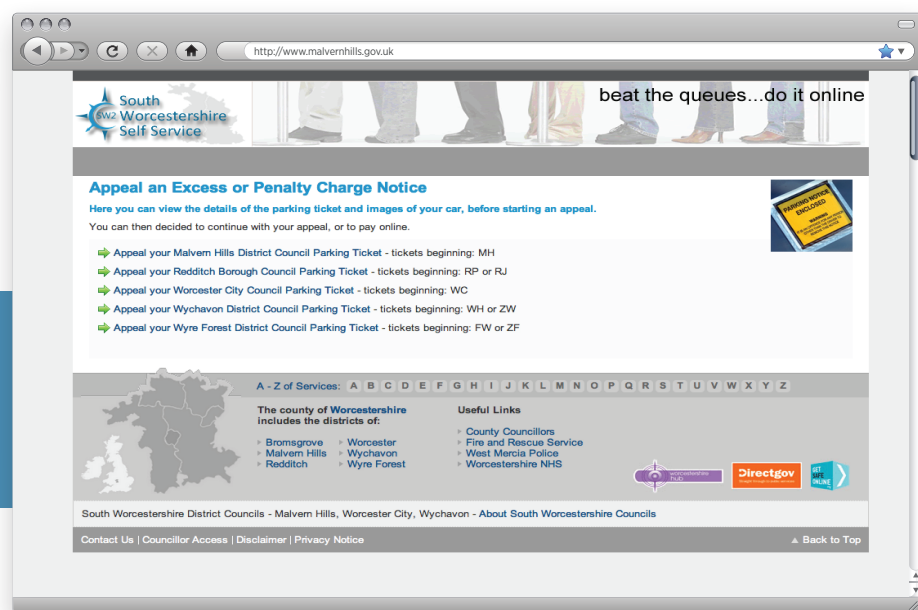 http://www.malvernhills.gov.uk
South
SW2 Worcestershire
Self Service
beat the queues...do it online
Appeal an Excess or Penalty Charge Notice
Here you can view the details of the parking ticket and images of your car, before starting an appeal.
You can then decided to continue with your appeal, or to pay online.
PARKING NOTICE
ENCLOSED
WARNING
Appeal your Malvern Hills District Council Parking Ticket - tickets beginning: MH
Appeal your Redditch Borough Council Parking Ticket - tickets beginning: RP or RJ
Appeal your Worcester City Council Parking Ticket - tickets beginning: WC
Appeal your Wychavon District Council Parking Ticket - tickets beginning: WH or ZW
Appeal your Wyre Forest District Council Parking Ticket - tickets beginning: FW or ZF
A - Z of Services: A B C D E F G H I J K L M N O P Q R S T U V W X Y Z
The county of Worcestershire
includes the districts of:
Bromsgrove
Malvern Hills
Redditch
Worcester
Wychavon
Wyre Forest
Useful Links
County Councillors
Fire and Rescue Service
West Mercia Police
Worcestershire NHS
worcestershire
hub
Directgov
GET
SAFE
ONLINE
South Worcestershire District Councils - Malvern Hills, Worcester City, Wychavon - About South Worcestershire Councils
Contact Us | Councillor Access | Disclaimer | Privacy Notice
Back to Top